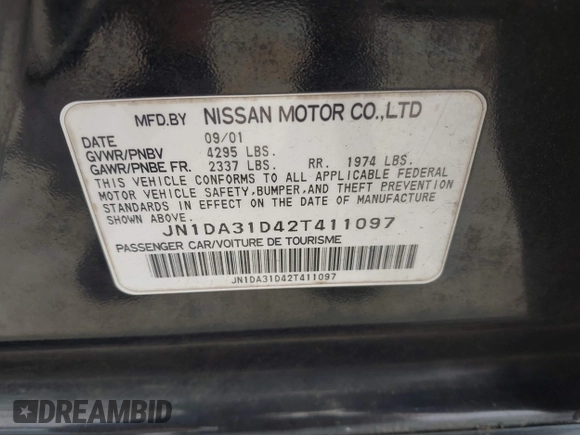 MFD.BY NISSAN MOTOR CO.,LTD
DATE 09/01
GVWR/PNBV 4295 LBS.
GAWR/PNBE FR. 2337 LBS. RR. 1974 LBS.
THIS VEHICLE CONFORMS TO ALL APPLICABLE FEDERAL
MOTOR VEHICLE SAFETY,BUMPER,AND THEFT PREVENTION
STANDARDS IN EFFECT ON THE DATE OF MANUFACTURE
SHOWN ABOVE.
JN1DA31D42T411097
PASSENGER CAR/VOITURE DE TOURISME
JN1DA31D42T411097
DREAMBID